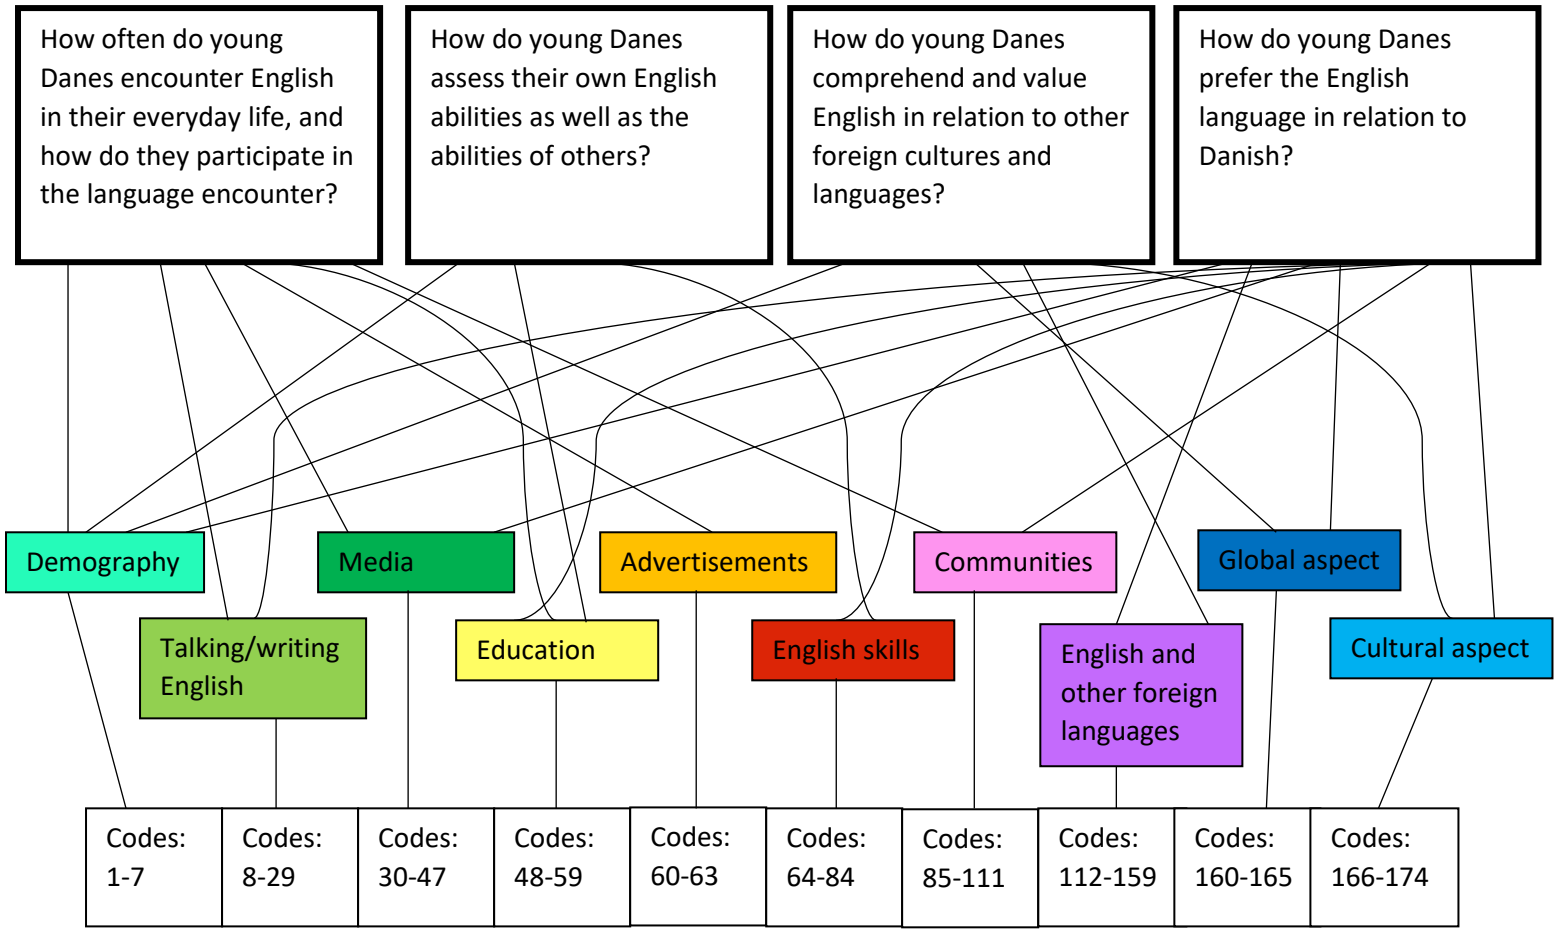 How often do young
Danes encounter English
in their everyday life, and
how do they participate in
the language encounter?
How do young Danes
assess their own English
abilities as well as the
abilities of others?
How do young Danes
comprehend and value
English in relation to other
foreign cultures and
languages?
How do young Danes
prefer the English
language in relation to
Danish?
Demography
Media
Advertisements
Communities
Global aspect
Talking/writing
English
Education
English skills
English and
other foreign
languages
Cultural aspect
Codes:
1-7
Codes:
8-29
Codes:
30-47
Codes:
48-59
Codes:
60-63
Codes:
64-84
Codes:
85-111
Codes:
112-159
Codes:
160-165
Codes:
166-174